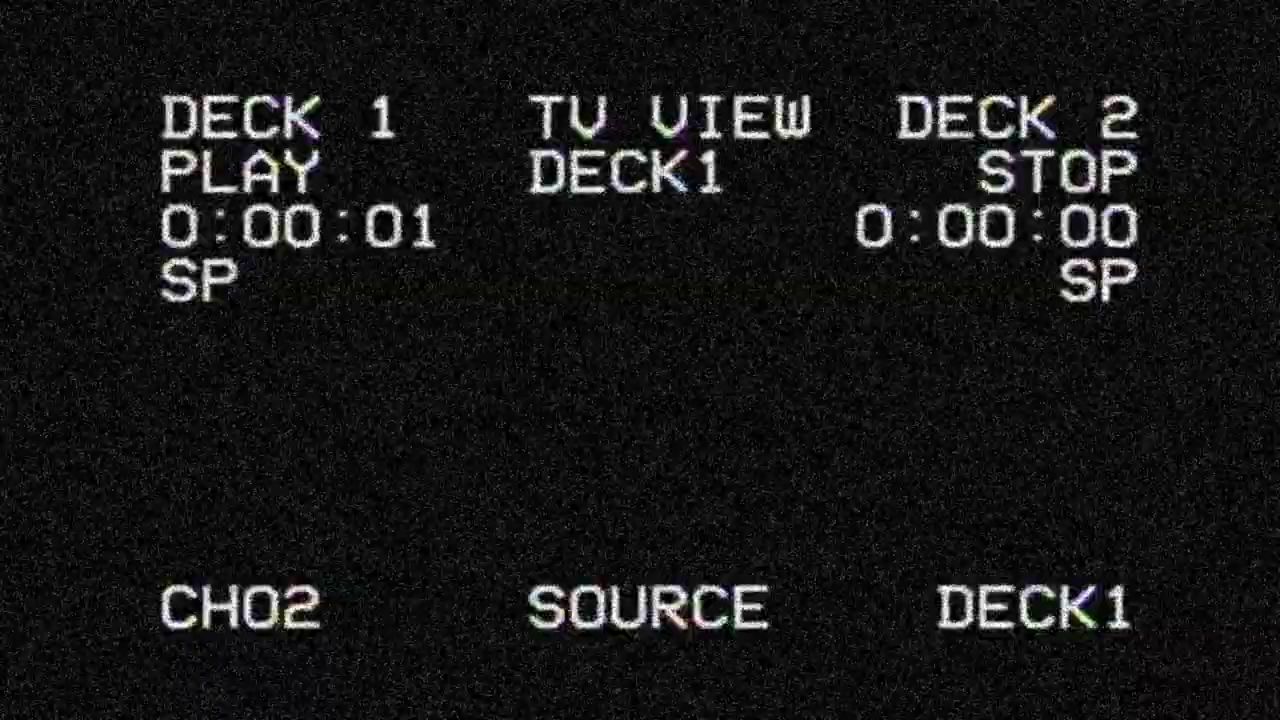 DECK 1 TV VIEW DECK 2
PLAY DECK1 STOP
0:00:01 0:00:00
SP SP
CH02 SOURCE DECK1